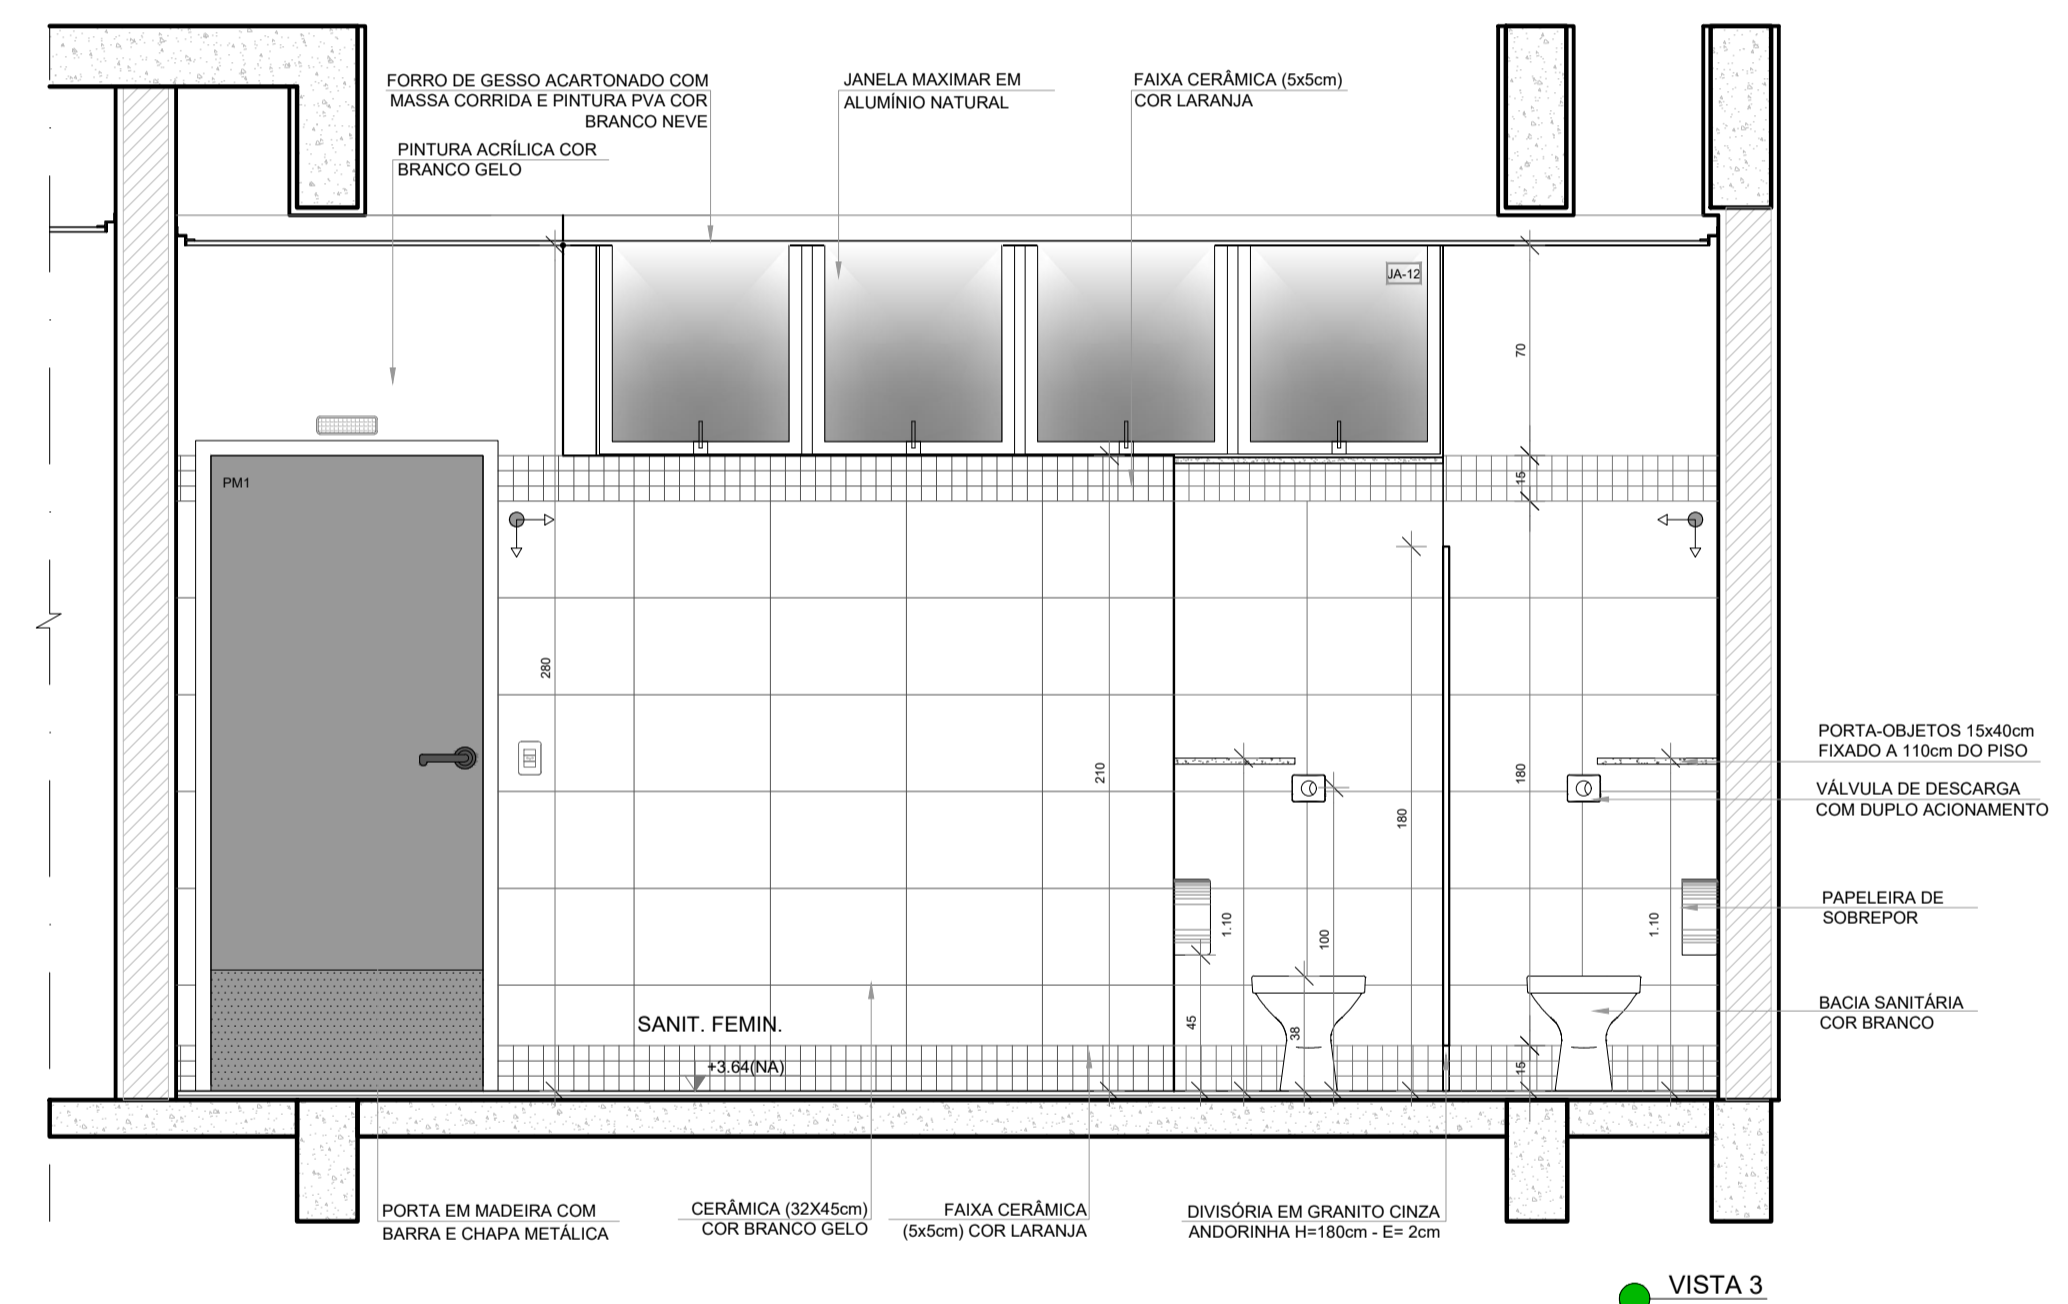 FORRO DE GESSO ACARTONADO COM
MASSA CORRIDA E PINTURA PVA COR
BRANCO NEVE
JANELA MAXIMAR EM
ALUMÍNIO NATURAL
FAIXA CERÂMICA (5x5cm)
COR LARANJA
PINTURA ACRÍLICA COR
BRANCO GELO
JA-12
70
15
PM1
280
210
180
180
1.10
100
1.10
45
38
15
SANIT. FEMIN.
+3.64(NA)
PORTA-OBJETOS 15x40cm
FIXADO A 110cm DO PISO
VÁLVULA DE DESCARGA
COM DUPLO ACIONAMENTO
PAPELEIRA DE
SOBREPOR
BACIA SANITÁRIA
COR BRANCO
PORTA EM MADEIRA COM
BARRA E CHAPA METÁLICA
CERÂMICA (32X45cm)
COR BRANCO GELO
FAIXA CERÂMICA
(5x5cm) COR LARANJA
DIVISÓRIA EM GRANITO CINZA
ANDORINHA H=180cm - E= 2cm
VISTA 3